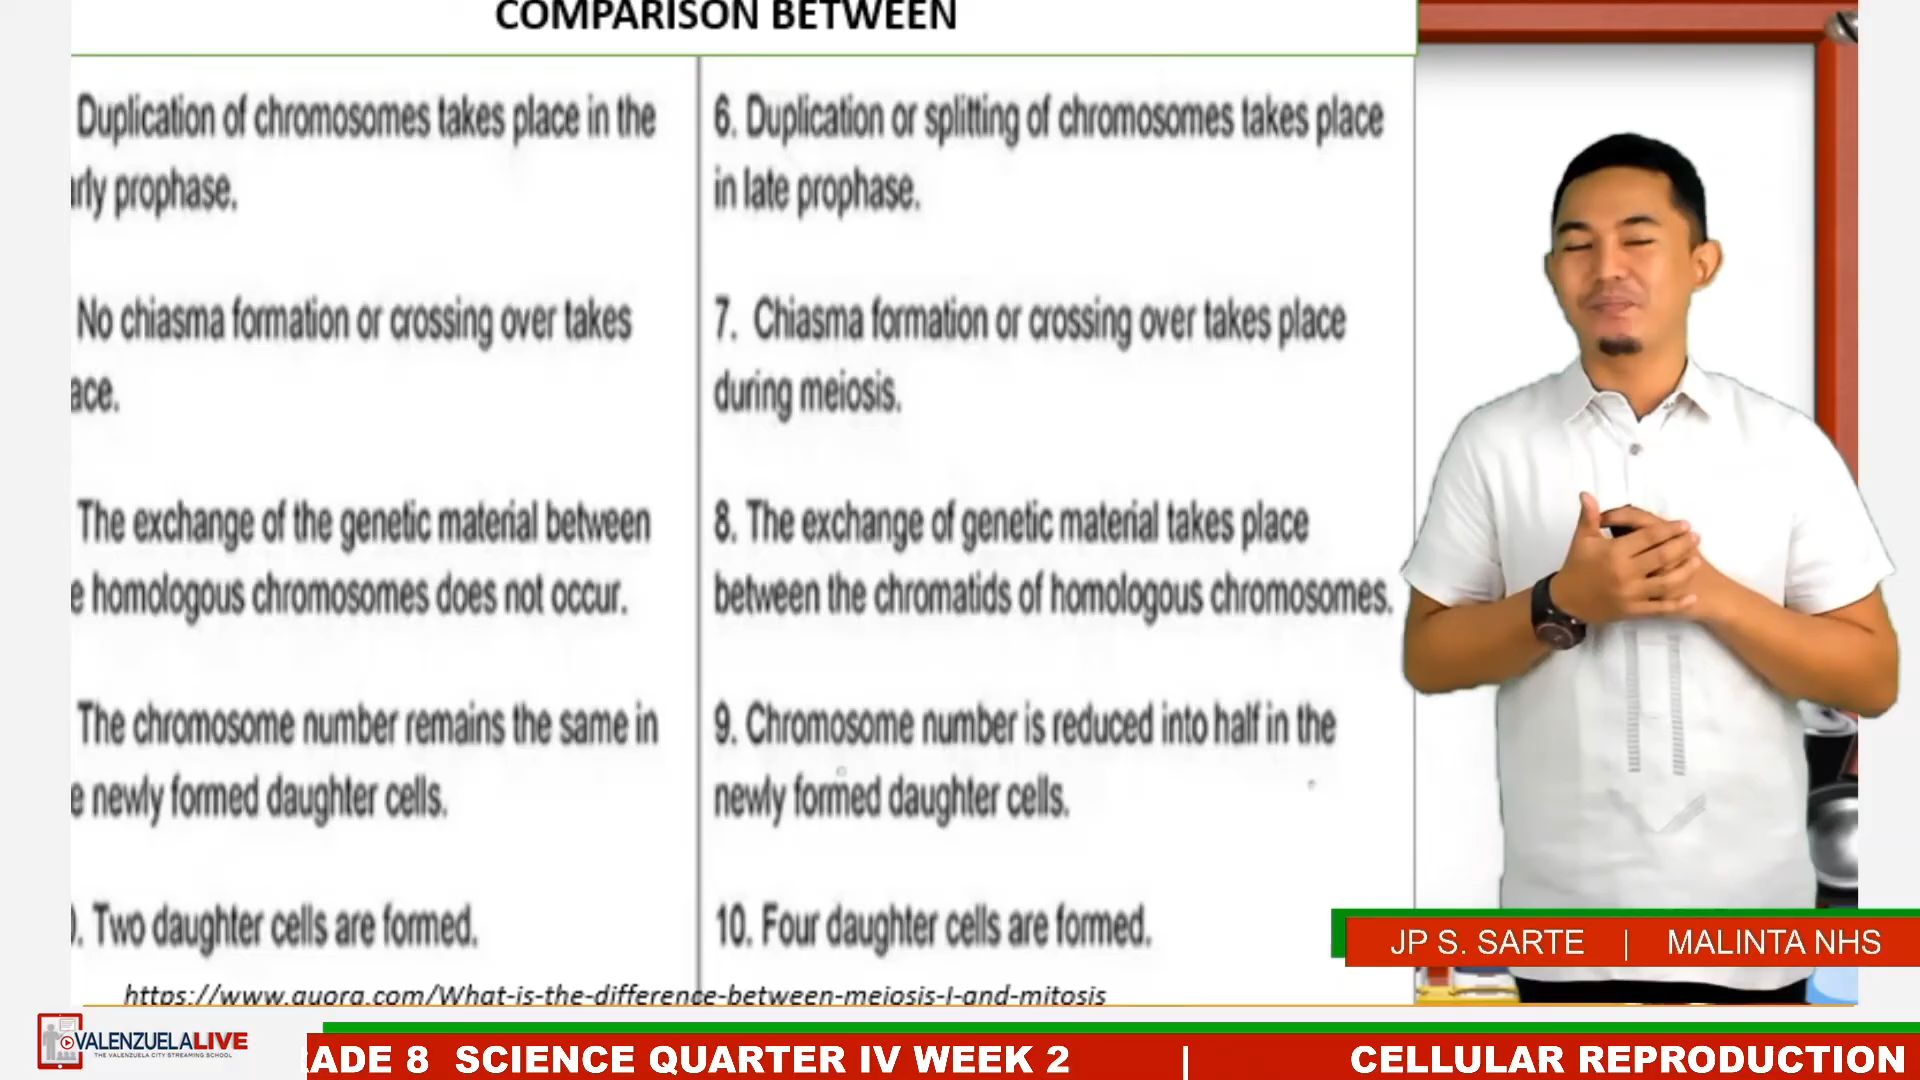 COMPARISON BETWEEN
Duplication of chromosomes takes place in the
rly prophase.
No chiasma formation or crossing over takes
ace.
The exchange of the genetic material between
e homologous chromosomes does not occur.
The chromosome number remains the same in
e newly formed daughter cells.
. Two daughter cells are formed.
6. Duplication or splitting of chromosomes takes place
in late prophase.
7. Chiasma formation or crossing over takes place
during meiosis.
8. The exchange of genetic material takes place
between the chromatids of homologous chromosomes.
9. Chromosome number is reduced into half in the
newly formed daughter cells.
10. Four daughter cells are formed.
https://www.quora.com/What-is-the-difference-between-meiosis-I-and-mitosis
JP S. SARTE | MALINTA NHS
VALENZUELALIVE
THE VALENZUELA CITY STREAMING SCHOOL
ADE 8 SCIENCE QUARTER IV WEEK 2 | CELLULAR REPRODUCTION